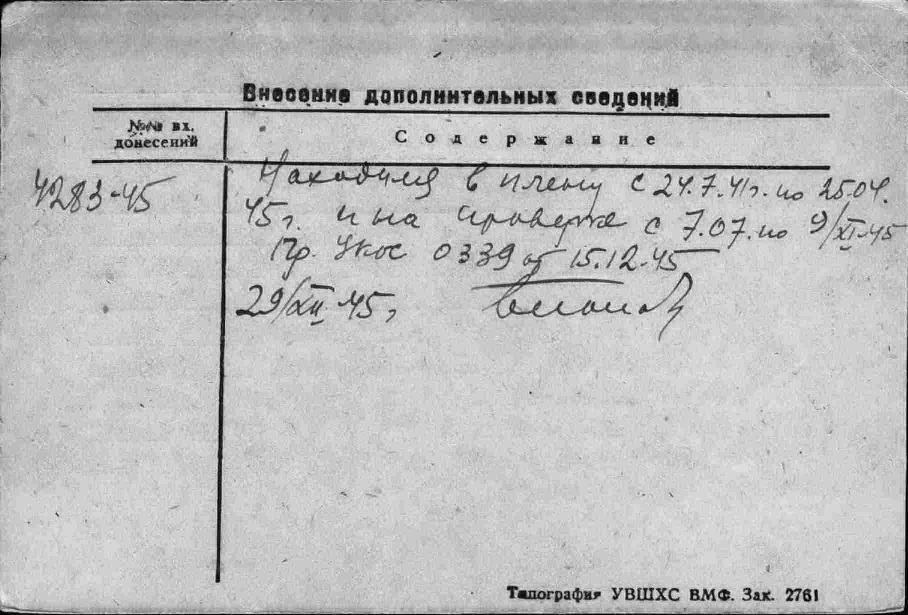 Внесение дополнительных сведений
№№ вх. донесений
Содержание
4283-45
Находился в плену с 24.7.41г. по 25.04.
45г. и на проверке с 7.07. по 9/XI-45
Пр. 0339 от 15.12.45
29/XII 45г
Типография УВШХС ВМФ. Зак. 2761